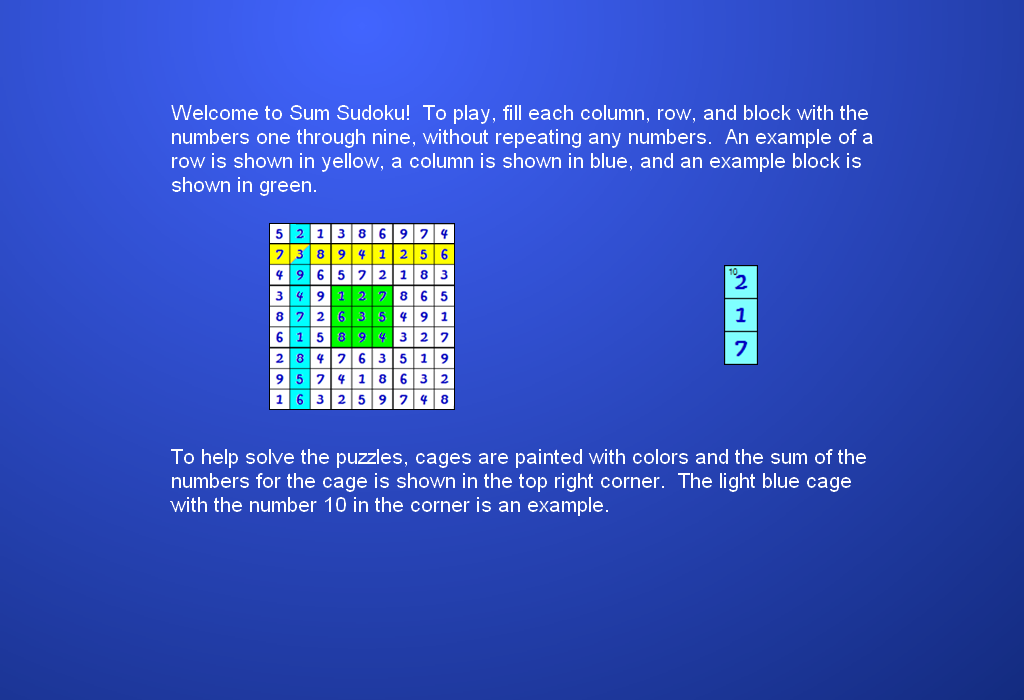 Welcome to Sum Sudoku!  To play, fill each column, row, and block with the
numbers one through nine, without repeating any numbers.  An example of a
row is shown in yellow, a column is shown in blue, and an example block is
shown in green.
5 2 1 3 8 6 9 7 4
7 3 8 9 4 1 2 5 6
4 9 6 5 7 2 1 8 3
3 4 9 1 2 7 8 6 5
8 7 2 6 3 5 4 9 1
6 1 5 8 9 4 3 2 7
2 8 4 7 6 3 5 1 9
9 5 7 4 1 8 6 3 2
1 6 3 2 5 9 7 4 8
10
2
1
7
To help solve the puzzles, cages are painted with colors and the sum of the
numbers for the cage is shown in the top right corner.  The light blue cage
with the number 10 in the corner is an example.